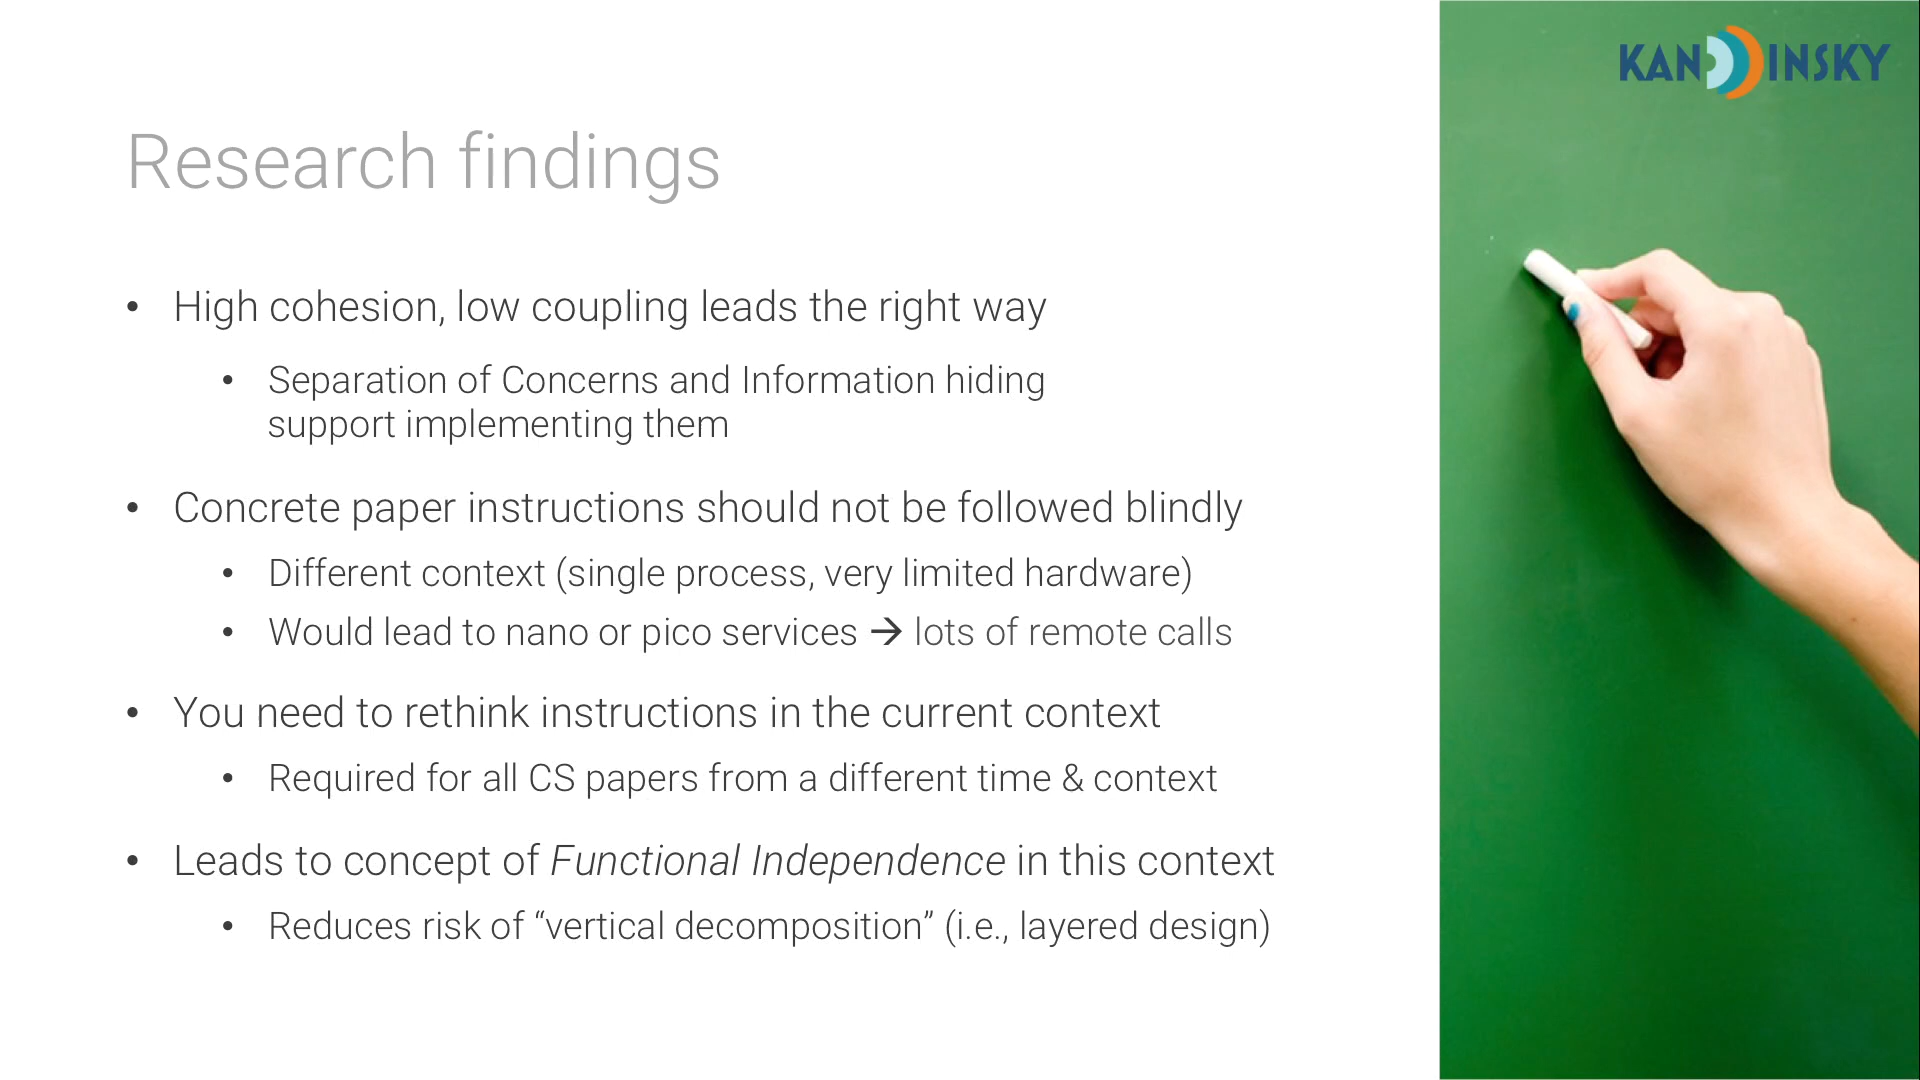 KANDINSKY
Research findings
• High cohesion, low coupling leads the right way
• Separation of Concerns and Information hiding
support implementing them
• Concrete paper instructions should not be followed blindly
• Different context (single process, very limited hardware)
• Would lead to nano or pico services → lots of remote calls
• You need to rethink instructions in the current context
• Required for all CS papers from a different time & context
• Leads to concept of Functional Independence in this context
• Reduces risk of “vertical decomposition” (i.e., layered design)